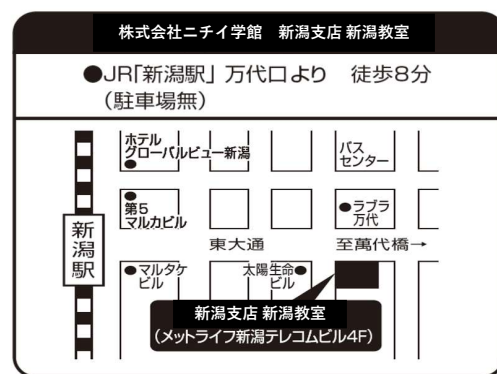 株式会社ニチイ学館 新潟支店 新潟教室
●JR「新潟駅」万代口より 徒歩8分
(駐車場無)
ホテル
グローバルビュー新潟
バス
センター
第5
マルカビル
ラブラ
万代
新潟駅
東大通
至萬代橋→
マルタケ
ビル
太陽生命
ビル
新潟支店 新潟教室
(メットライフ新潟テレコムビル4F)